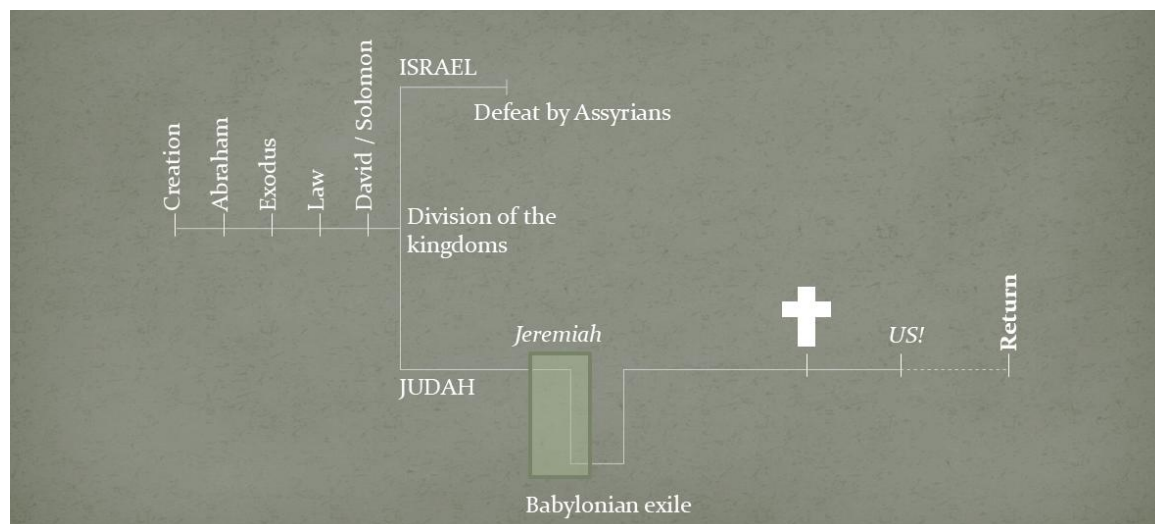 Creation
Abraham
Exodus
Law
David / Solomon
ISRAEL
Defeat by Assyrians
Division of the
kingdoms
Jeremiah
JUDAH
Babylonian exile
US!
Return